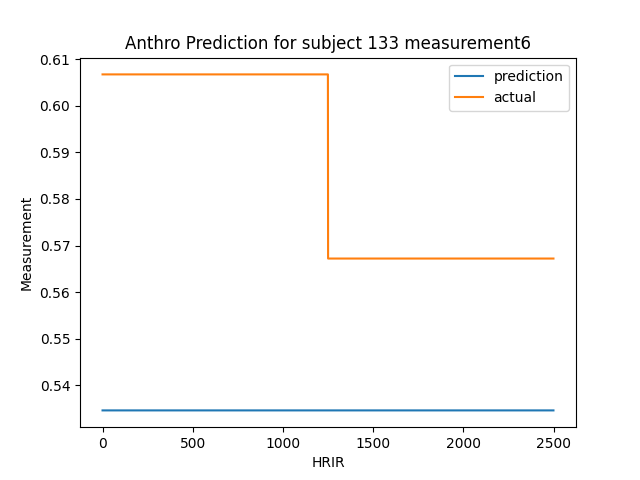 Anthro Prediction for subject 133 measurement6
prediction
actual
Measurement
0.61
0.60
0.59
0.58
0.57
0.56
0.55
0.54
0
500
1000
1500
2000
2500
HRIR